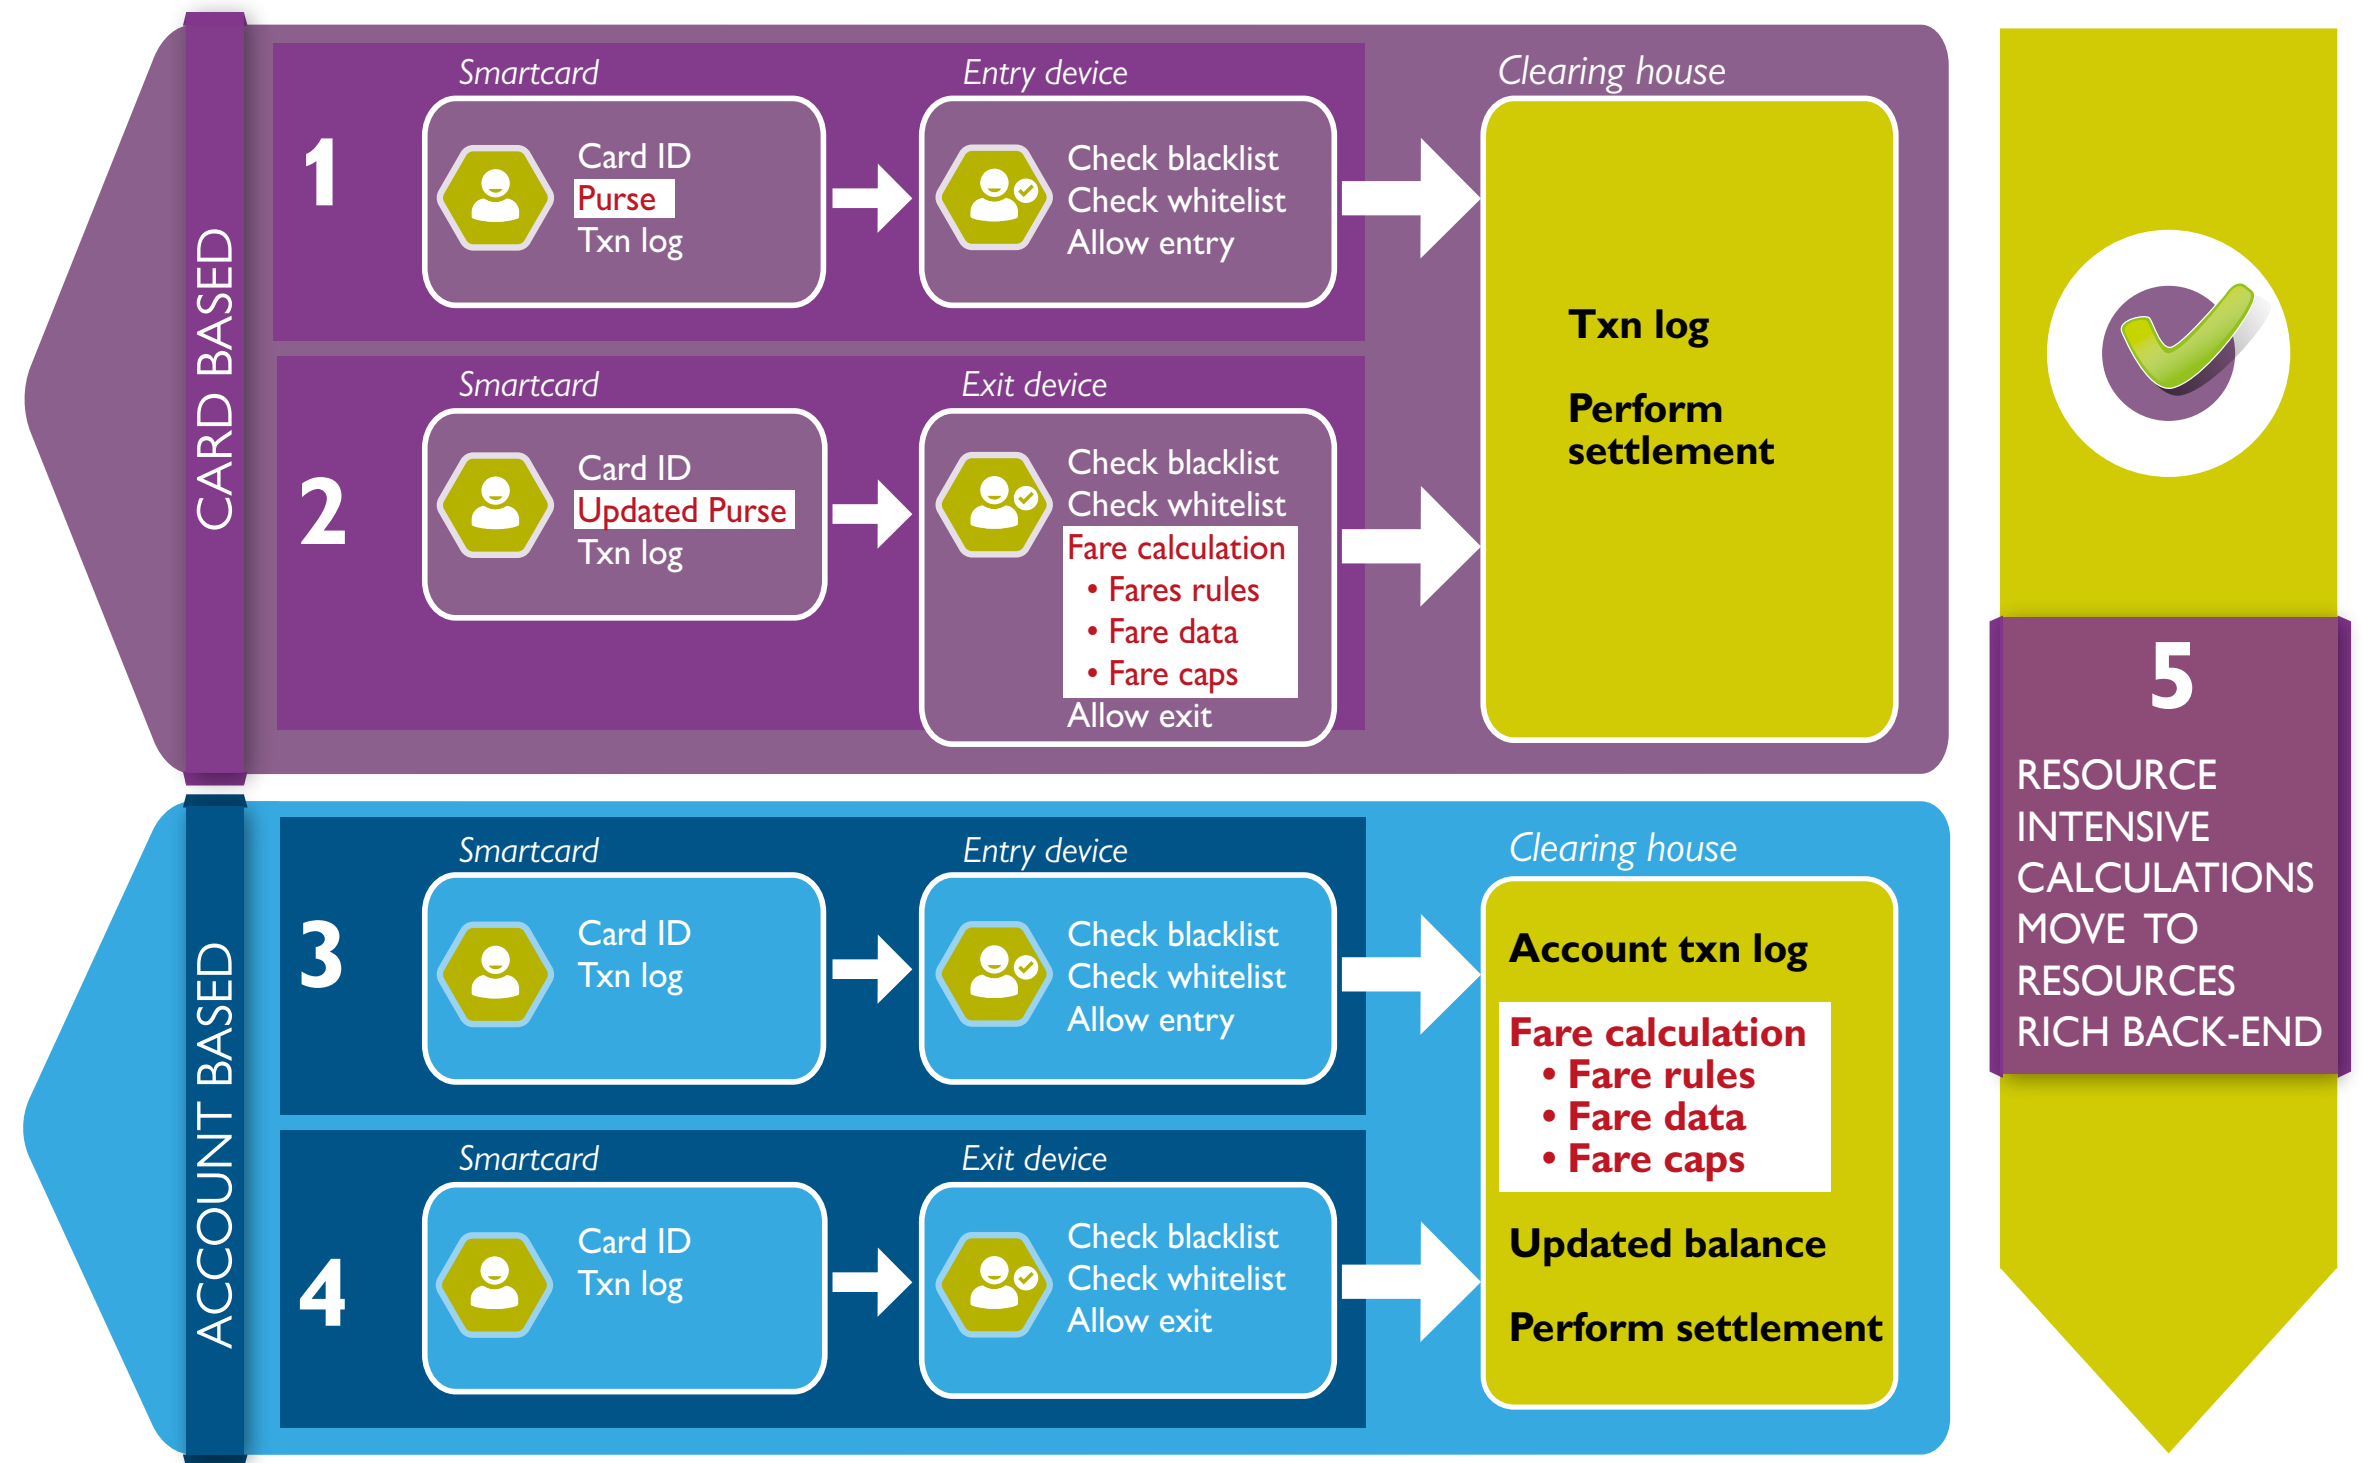 CARD BASED
1
Smartcard
Card ID
Purse
Txn log
Entry device
Check blacklist
Check whitelist
Allow entry
2
Smartcard
Card ID
Updated Purse
Txn log
Exit device
Check blacklist
Check whitelist
Fare calculation
• Fares rules
• Fare data
• Fare caps
Allow exit
Clearing house
Txn log
Perform
settlement
ACCOUNT BASED
3
Smartcard
Card ID
Txn log
Entry device
Check blacklist
Check whitelist
Allow entry
4
Smartcard
Card ID
Txn log
Exit device
Check blacklist
Check whitelist
Allow exit
Clearing house
Account txn log
Fare calculation
• Fare rules
• Fare data
• Fare caps
Updated balance
Perform settlement
5
RESOURCE
INTENSIVE
CALCULATIONS
MOVE TO
RESOURCES
RICH BACK-END